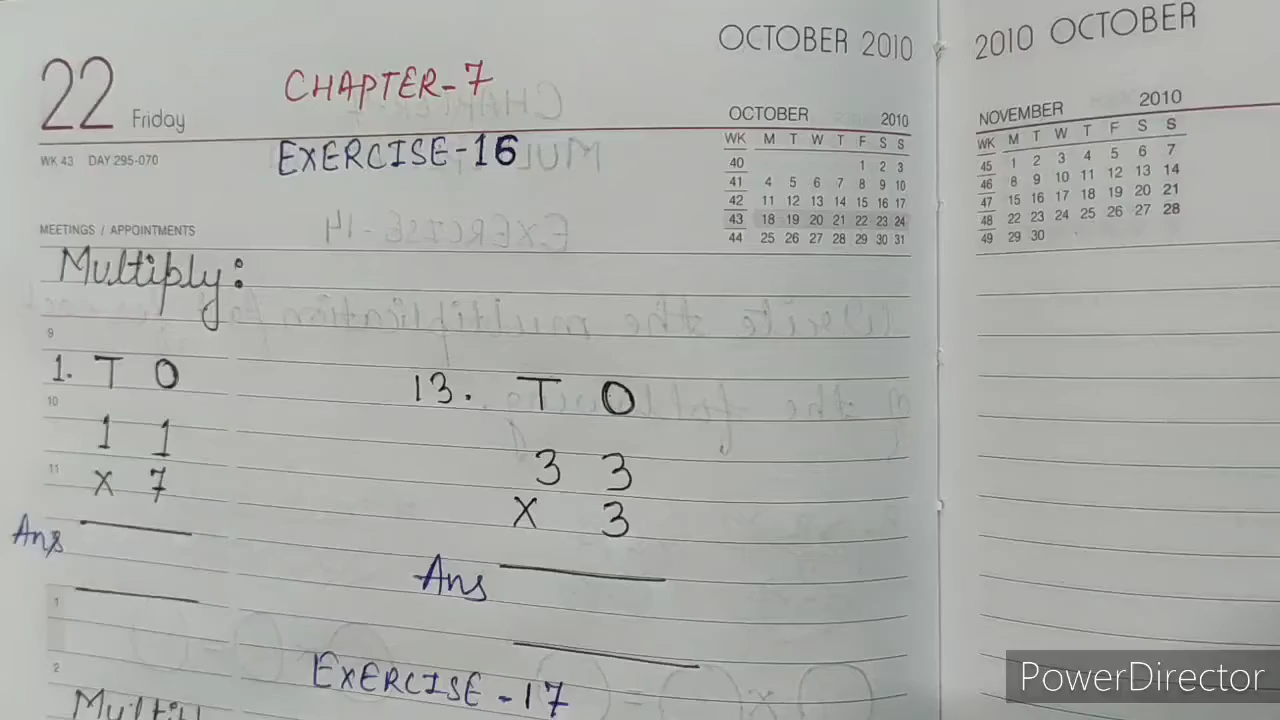 OCTOBER 2010
2010 OCTOBER
22 Friday
CHAPTER-7
WK 43 DAY 295-070
EXERCISE-16
OCTOBER 2010
WK M T W T F S S
40 1 2 3
41 4 5 6 7 8 9 10
42 11 12 13 14 15 16 17
43 18 19 20 21 22 23 24
44 25 26 27 28 29 30 31
NOVEMBER 2010
WK M T W T F S S
45 1 2 3 4 5 6 7
46 8 9 10 11 12 13 14
47 15 16 17 18 19 20 21
48 22 23 24 25 26 27 28
49 29 30
MEETINGS / APPOINTMENTS
Multiply:
9
1. T O
10
1 1
11
x 7
Ans
13. T O
3 3
x 3
Ans
1
2
EXERCISE-17
PowerDirector